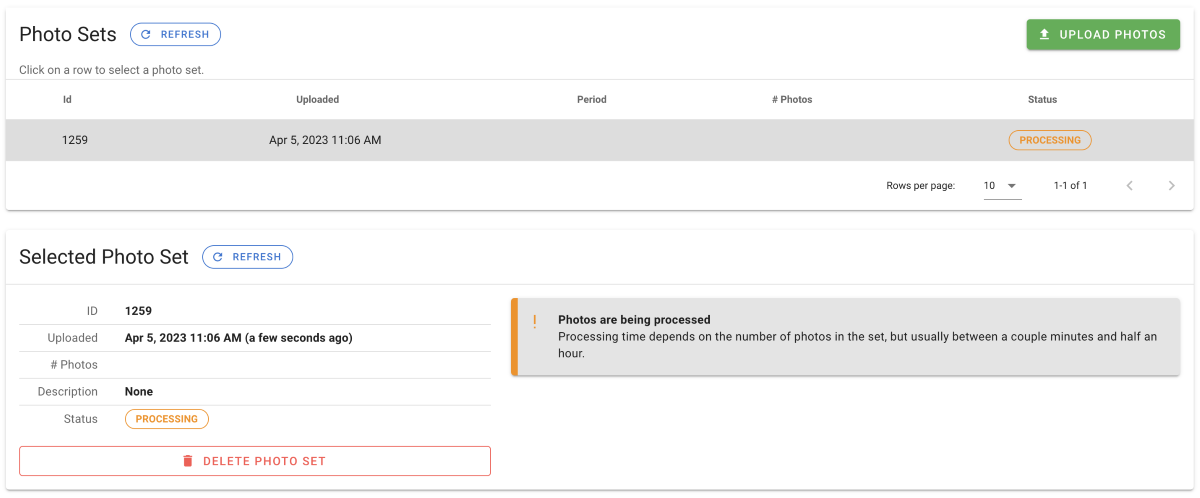 Photo Sets REFRESH UPLOAD PHOTOS
Click on a row to select a photo set.
Id Uploaded Period # Photos Status
1259 Apr 5, 2023 11:06 AM PROCESSING
Rows per page: 10 1-1 of 1
Selected Photo Set REFRESH
ID 1259
Uploaded Apr 5, 2023 11:06 AM (a few seconds ago)
# Photos
Description None
Status PROCESSING
DELETE PHOTO SET
! Photos are being processed
Processing time depends on the number of photos in the set, but usually between a couple minutes and half an
hour.